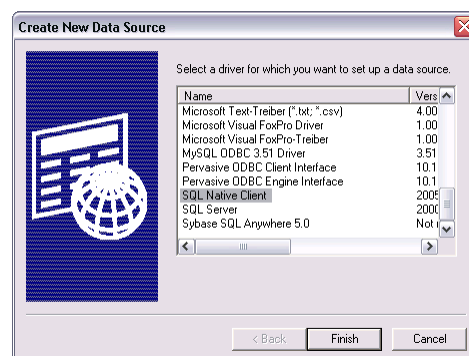 Create New Data Source
Select a driver for which you want to set up a data source.
Name Vers
Microsoft Text-Treiber (*.txt; *.csv) 4.00
Microsoft Visual FoxPro Driver 1.00
Microsoft Visual FoxPro-Treiber 1.00
MySQL ODBC 3.51 Driver 3.51
Pervasive ODBC Client Interface 10.1
Pervasive ODBC Engine Interface 10.1
SQL Native Client 2005
SQL Server 2000
Sybase SQL Anywhere 5.0 Not
< Back Finish Cancel